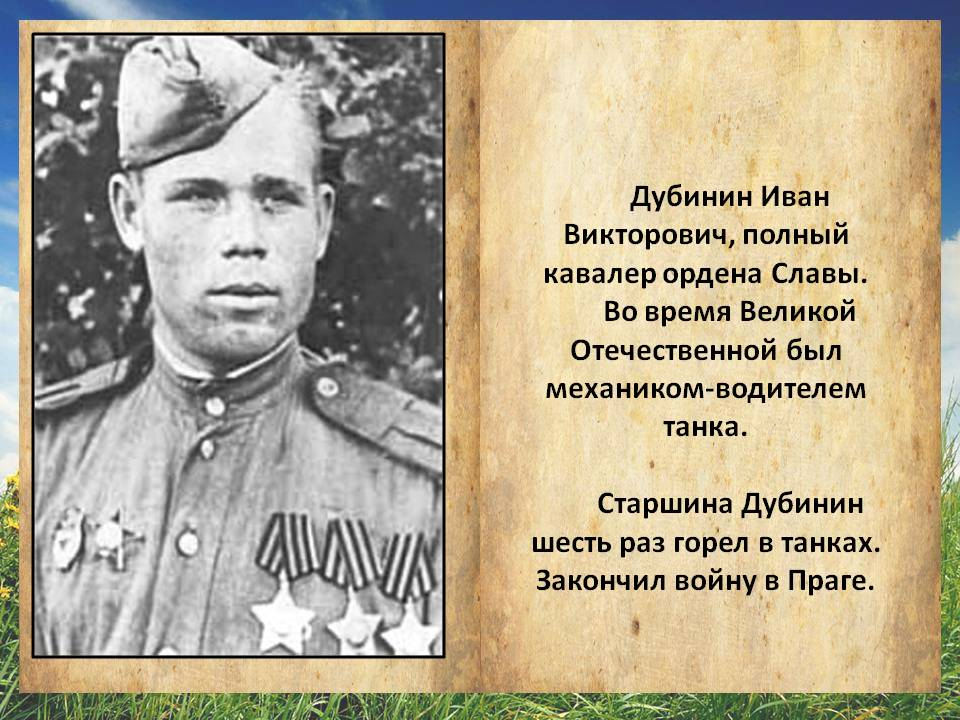 Дубинин Иван
Викторович, полный
кавалер ордена Славы.
Во время Великой
Отечественной был
механиком-водителем
танка.
Старшина Дубинин
шесть раз горел в танках.
Закончил войну в Праге.